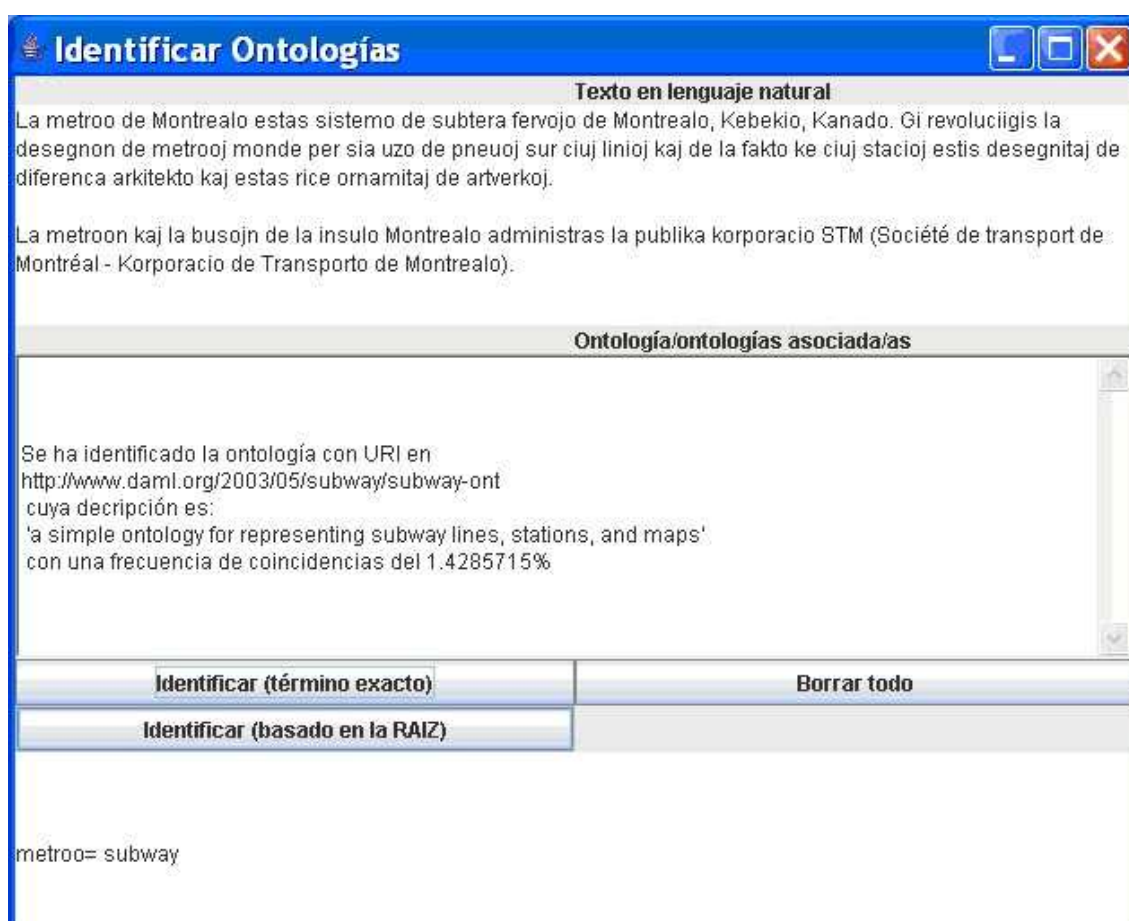 Identificar Ontologías
Texto en lenguaje natural
La metroo de Montrealo estas sistemo de subtera fervojo de Montrealo, Kebekio, Kanado. Gi revoluciigis la
desegnon de metrooj monde per sia uzo de pneuoj sur ciuj linioj kaj de la fakto ke ciuj stacioj estis desegnitaj de
diferenca arkitekto kaj estas rice ornamitaj de artverkoj.
La metroon kaj la busojn de la insulo Montrealo administras la publika korporacio STM (Société de transport de
Montréal - Korporacio de Transporto de Montrealo).
Ontología/ontologías asociada/as
Se ha identificado la ontología con URI en
http://www.daml.org/2003/05/subway/subway-ont
cuya decripción es:
'a simple ontology for representing subway lines, stations, and maps'
con una frecuencia de coincidencias del 1.4285715%
Identificar (término exacto)
Borrar todo
Identificar (basado en la RAIZ)
metroo= subway